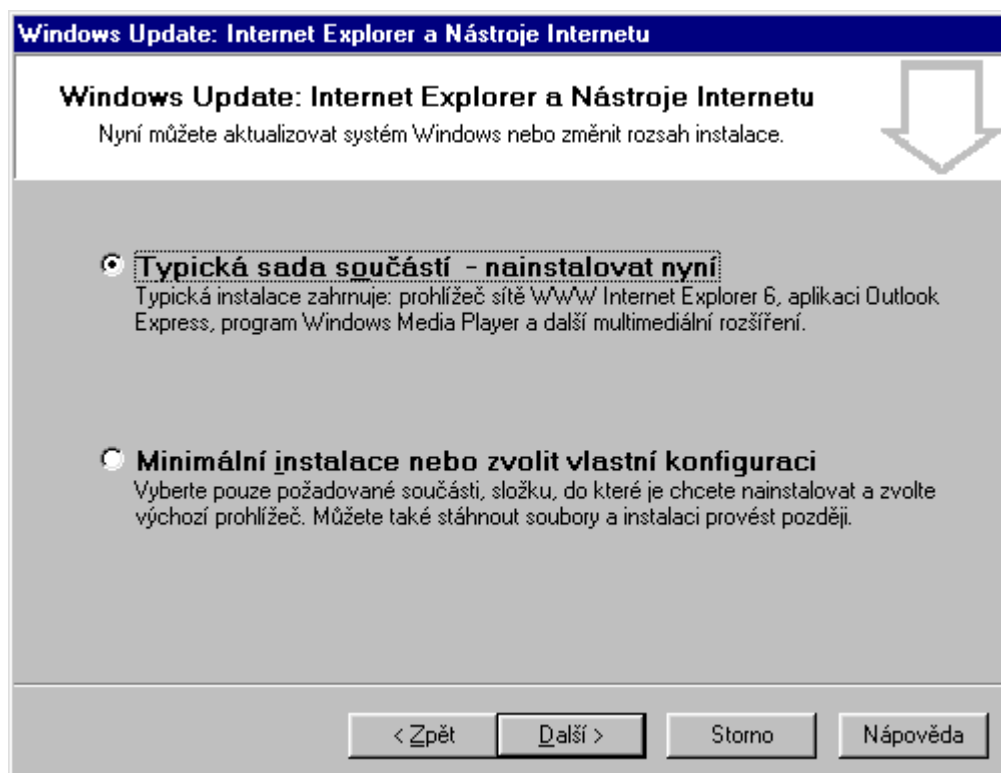 Windows Update: Internet Explorer a Nástroje Internetu
Windows Update: Internet Explorer a Nástroje Internetu
Nyní můžete aktualizovat systém Windows nebo změnit rozsah instalace.
Typická sada součástí - nainstalovat nyní
Typická instalace zahrnuje: prohlížeč sítě WWW Internet Explorer 6, aplikaci Outlook
Express, program Windows Media Player a další multimediální rozšíření.
Minimální instalace nebo zvolit vlastní konfiguraci
Vyberte pouze požadované součásti, složku, do které je chcete nainstalovat a zvolte
výchozí prohlížeč. Můžete také stáhnout soubory a instalaci provést později.
< Zpět Další > Storno Nápověda